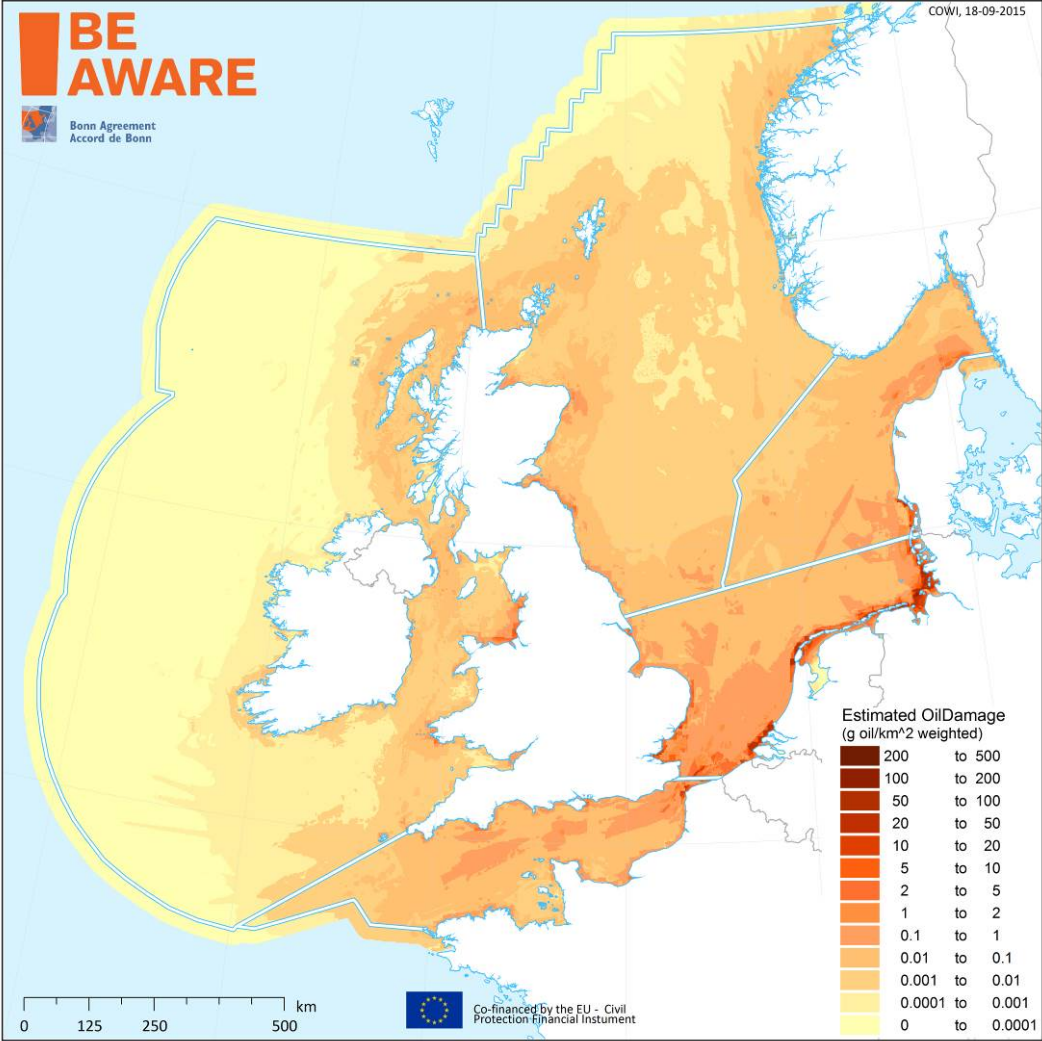 COWI, 18-09-2015
BE
AWARE
Bonn Agreement
Accord de Bonn
Estimated OilDamage
(g oil/km^2 weighted)
200 to 500
100 to 200
50 to 100
20 to 50
10 to 20
5 to 10
2 to 5
1 to 2
0.1 to 1
0.01 to 0.1
0.001 to 0.01
0.0001 to 0.001
0 to 0.0001
km
0 125 250 500
Co-financed by the EU - Civil
Protection Financial Instument